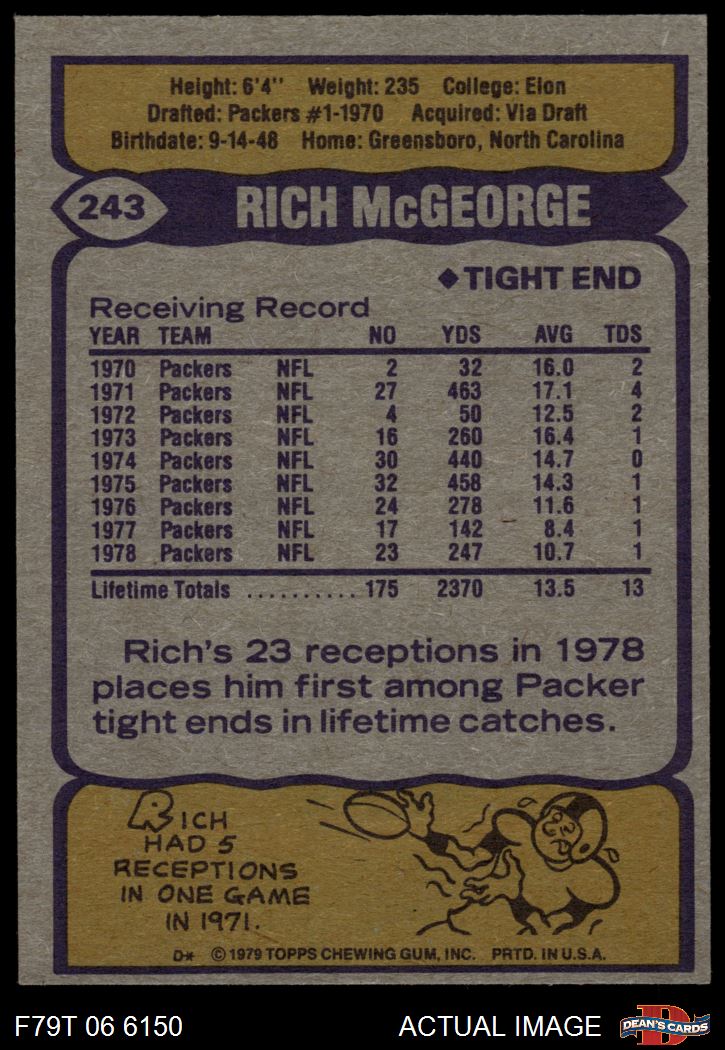 Height: 6'4" Weight: 235 College: Elon
Drafted: Packers #1-1970 Acquired: Via Draft
Birthdate: 9-14-48 Home: Greensboro, North Carolina
243 RICH McGEORGE
◆TIGHT END
Receiving Record
YEAR TEAM NO YDS AVG TDS
1970 Packers NFL 2 32 16.0 2
1971 Packers NFL 27 463 17.1 4
1972 Packers NFL 4 50 12.5 2
1973 Packers NFL 16 260 16.4 1
1974 Packers NFL 30 440 14.7 0
1975 Packers NFL 32 458 14.3 1
1976 Packers NFL 24 278 11.6 1
1977 Packers NFL 17 142 8.4 1
1978 Packers NFL 23 247 10.7 1
Lifetime Totals .......... 175 2370 13.5 13
Rich's 23 receptions in 1978
places him first among Packer
tight ends in lifetime catches.
RICH
HAD 5
RECEPTIONS
IN ONE GAME
IN 1971.
D* © 1979 TOPPS CHEWING GUM, INC. PRTD. IN U.S.A.
F79T 06 6150 ACTUAL IMAGE D DEAN'S CARDS